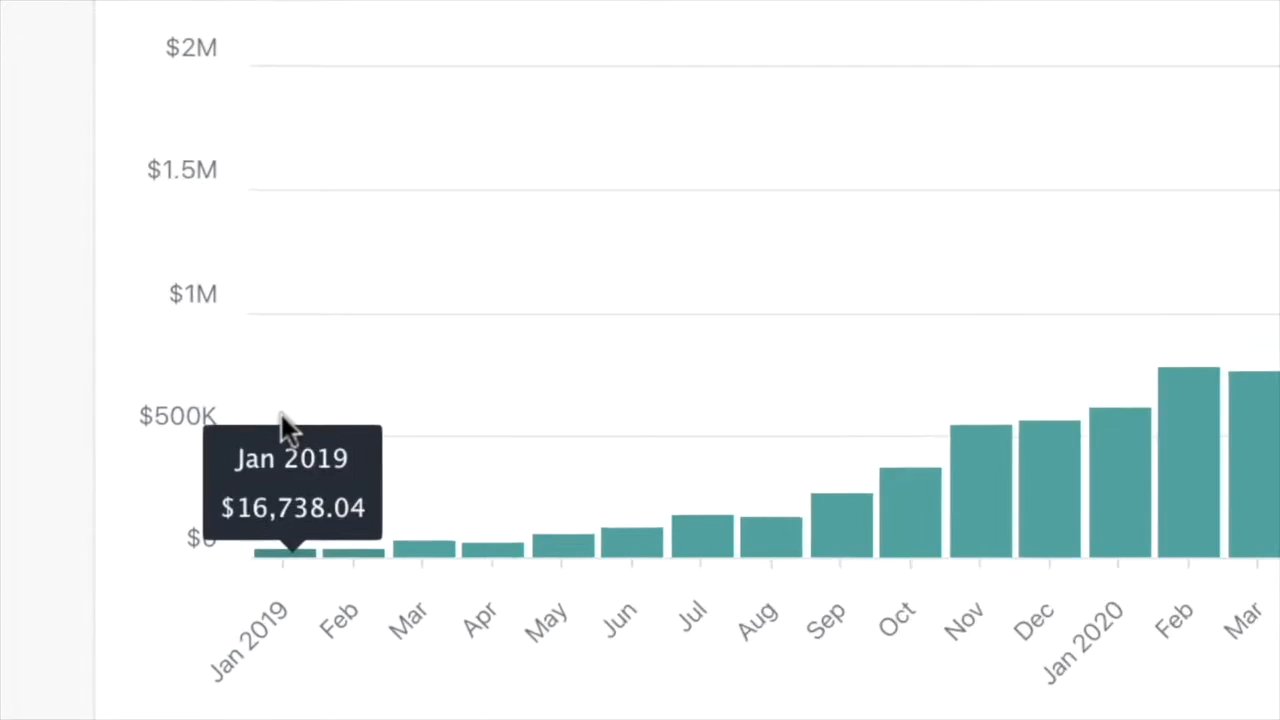 $2M
$1.5M
$1M
$500K
Jan 2019
$16,738.04
$0
Jan 2019 Feb Mar Apr May Jun Jul Aug Sep Oct Nov Dec Jan 2020 Feb Mar